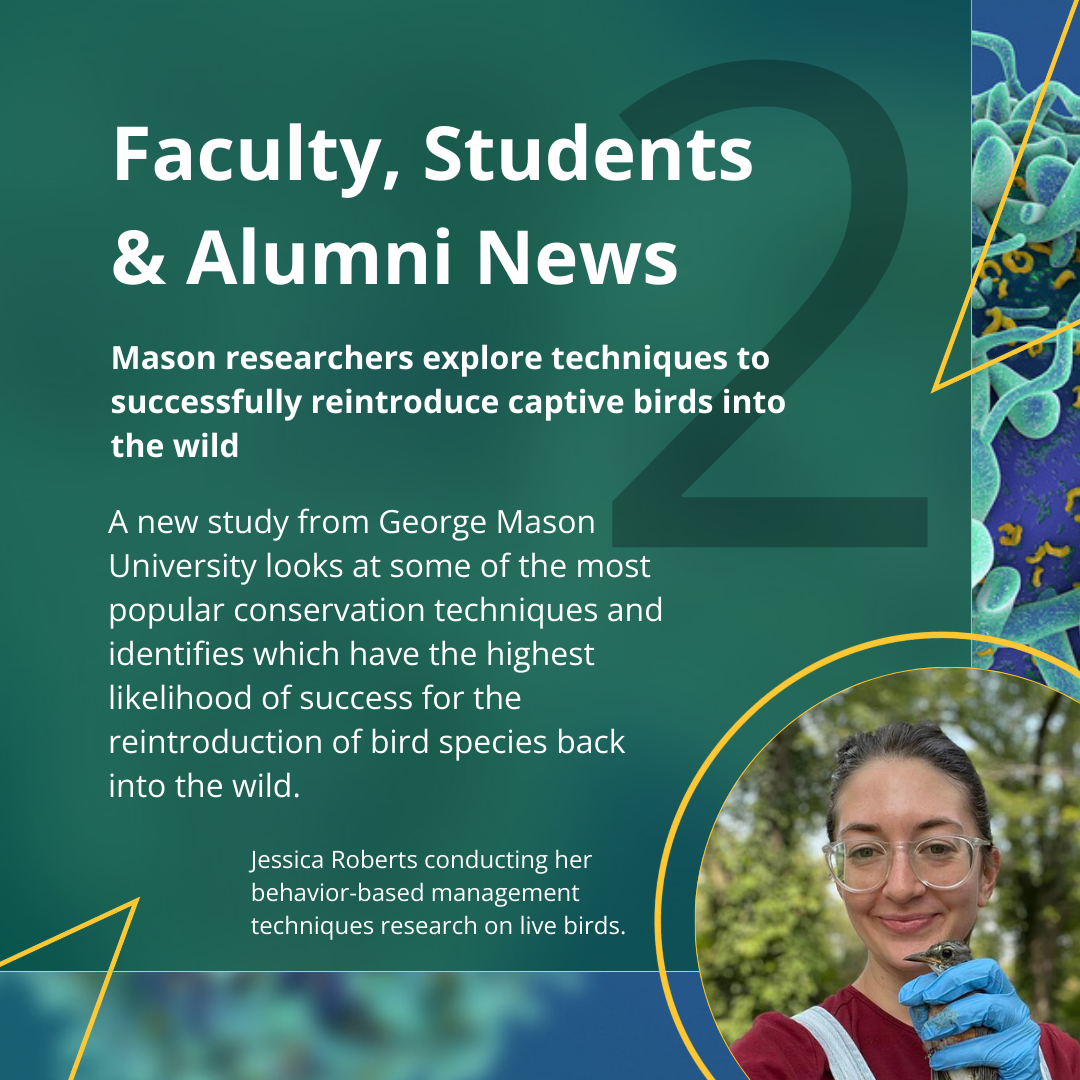 2
Faculty, Students
& Alumni News
Mason researchers explore techniques to
successfully reintroduce captive birds into
the wild
A new study from George Mason
University looks at some of the most
popular conservation techniques and
identifies which have the highest
likelihood of success for the
reintroduction of bird species back
into the wild.
Jessica Roberts conducting her
behavior-based management
techniques research on live birds.